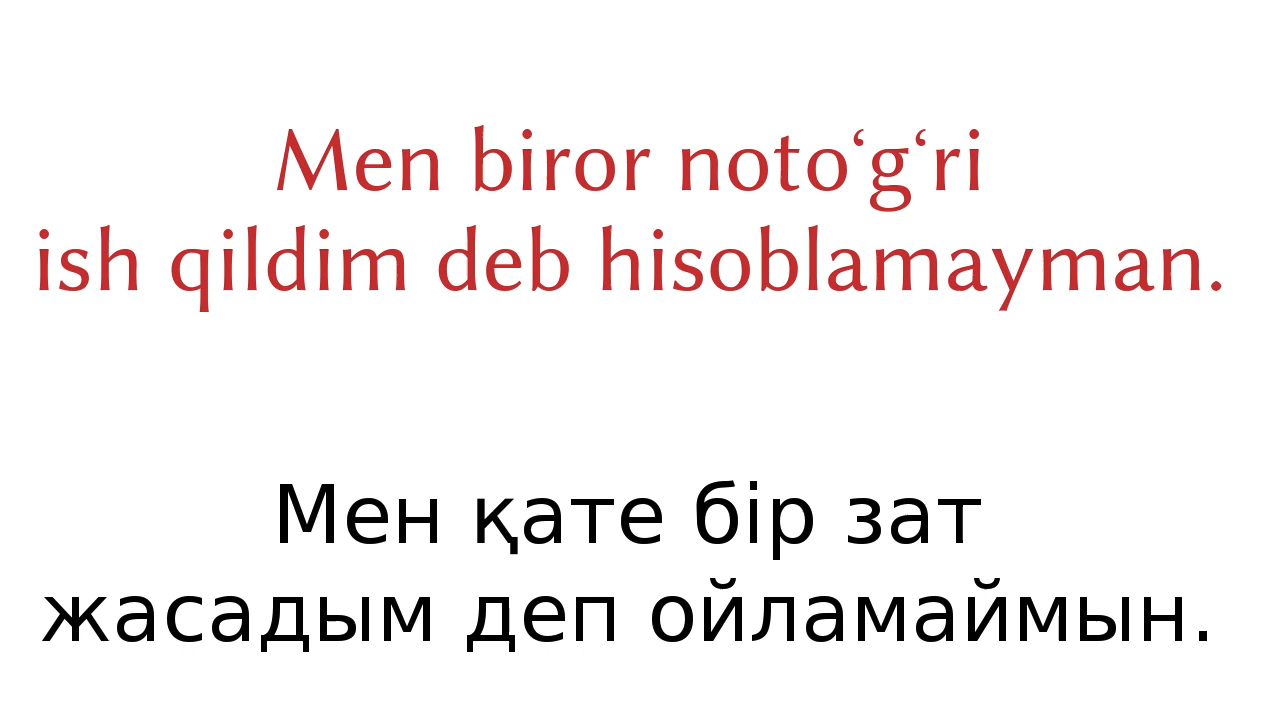 Men biror noto‘g‘ri
ish qildim deb hisoblamayman.
Мен қате бір зат
жасадым деп ойламаймын.